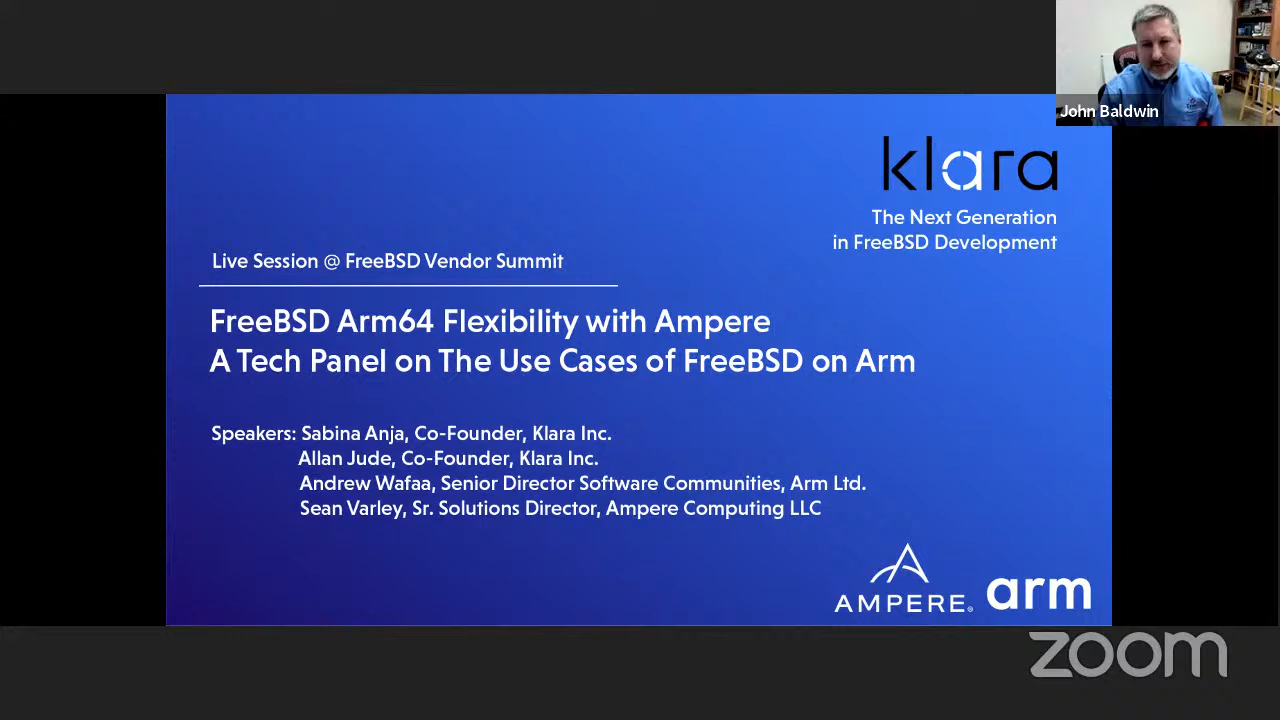 John Baldwin
klara
The Next Generation
in FreeBSD Development
Live Session @ FreeBSD Vendor Summit
FreeBSD Arm64 Flexibility with Ampere
A Tech Panel on The Use Cases of FreeBSD on Arm
Speakers: Sabina Anja, Co-Founder, Klara Inc.
Allan Jude, Co-Founder, Klara Inc.
Andrew Wafaa, Senior Director Software Communities, Arm Ltd.
Sean Varley, Sr. Solutions Director, Ampere Computing LLC
AMPERE® arm
zoom